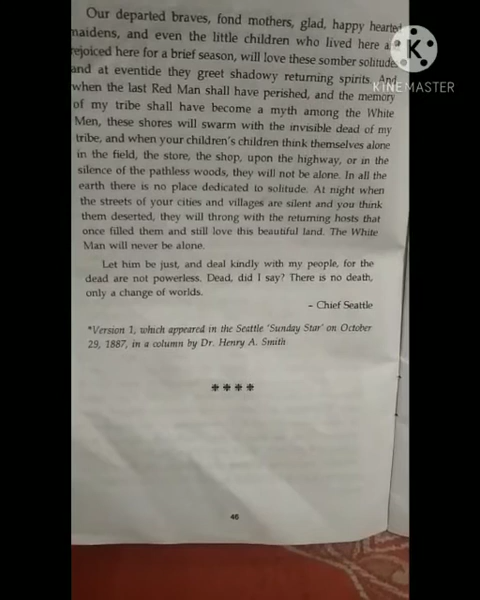 Our departed braves, fond mothers, glad, happy hearted
maidens, and even the little children who lived here a
rejoiced here for a brief season, will love these somber solitudes
and at eventide they greet shadowy returning spirits. And
when the last Red Man shall have perished, and the memory
of my tribe shall have become a myth among the White
Men, these shores will swarm with the invisible dead of my
tribe, and when your children's children think themselves alone
in the field, the store, the shop, upon the highway, or in the
silence of the pathless woods, they will not be alone. In all the
earth there is no place dedicated to solitude. At night when
the streets of your cities and villages are silent and you think
them deserted, they will throng with the returning hosts that
once filled them and still love this beautiful land. The White
Man will never be alone.
Let him be just, and deal kindly with my people, for the
dead are not powerless. Dead, did I say? There is no death,
only a change of worlds.
– Chief Seattle
*Version 1, which appeared in the Seattle 'Sunday Star' on October
29, 1887, in a column by Dr. Henry A. Smith
****
46
K
KINEMASTER